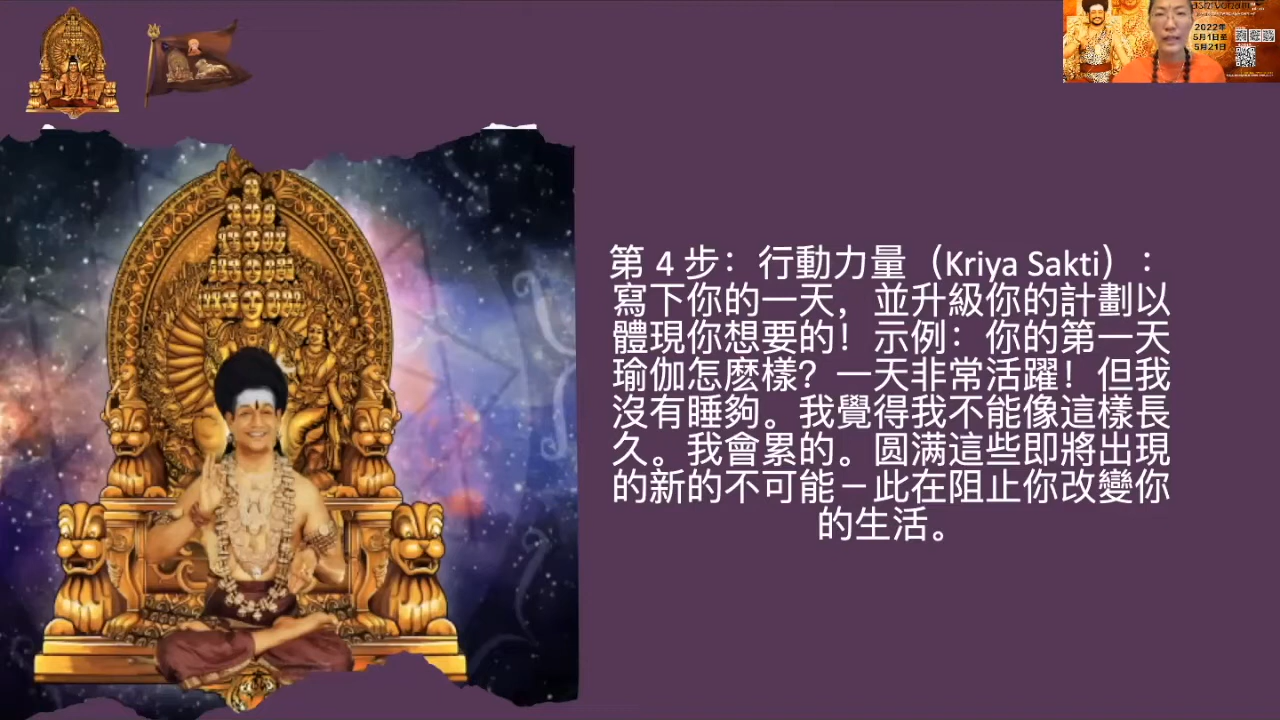 2022年
5月1日至
5月21日
第 4 步：行動力量（Kriya Sakti）：
寫下你的一天，並升級你的計劃以
體現你想要的！示例：你的第一天
瑜伽怎麽樣？一天非常活躍！但我
沒有睡夠。我覺得我不能像這樣長
久。我會累的。圆满這些即將出現
的新的不可能－此在阻止你改變你
的生活。